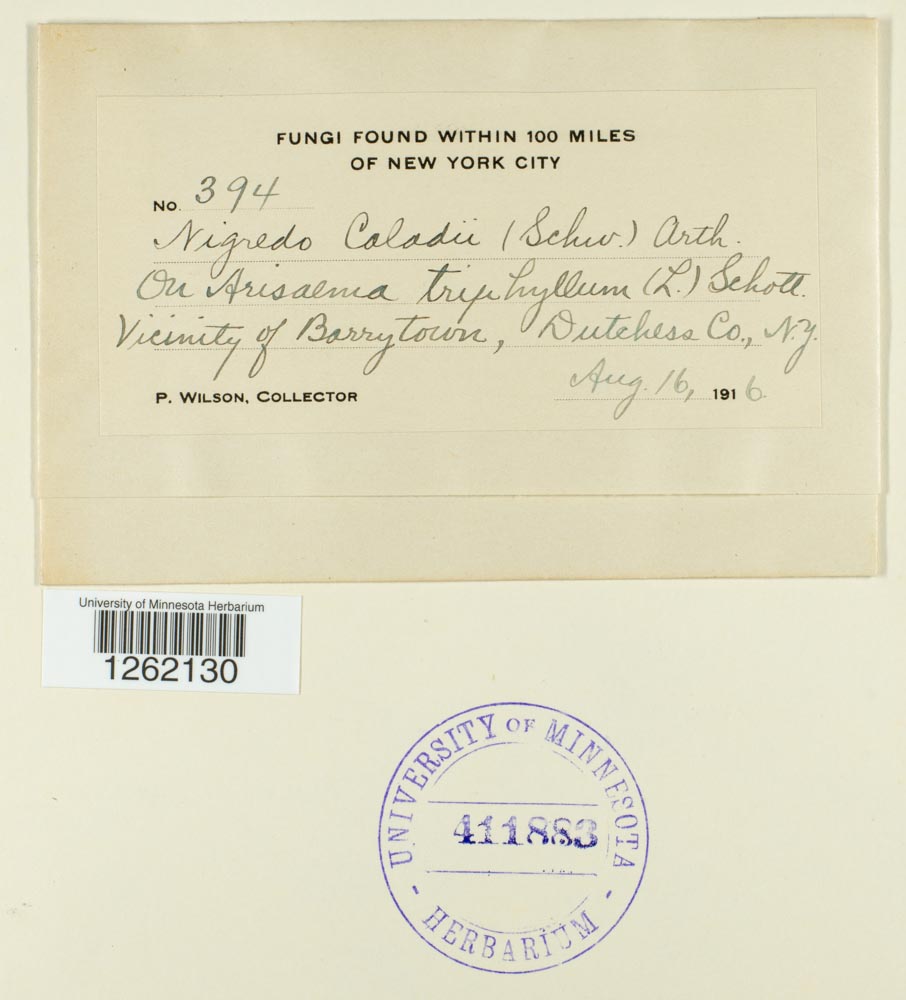 FUNGI FOUND WITHIN 100 MILES
OF NEW YORK CITY
No. 394
Nigredo Caladii (Schw.) Arth.
On Arisaema triphyllum (L.) Schott.
Vicinity of Barrytown, Dutchess Co., N.Y.
P. WILSON, COLLECTOR Aug. 16, 1916.
University of Minnesota Herbarium
1262130
UNIVERSITY OF MINNESOTA
411883
- HERBARIUM -